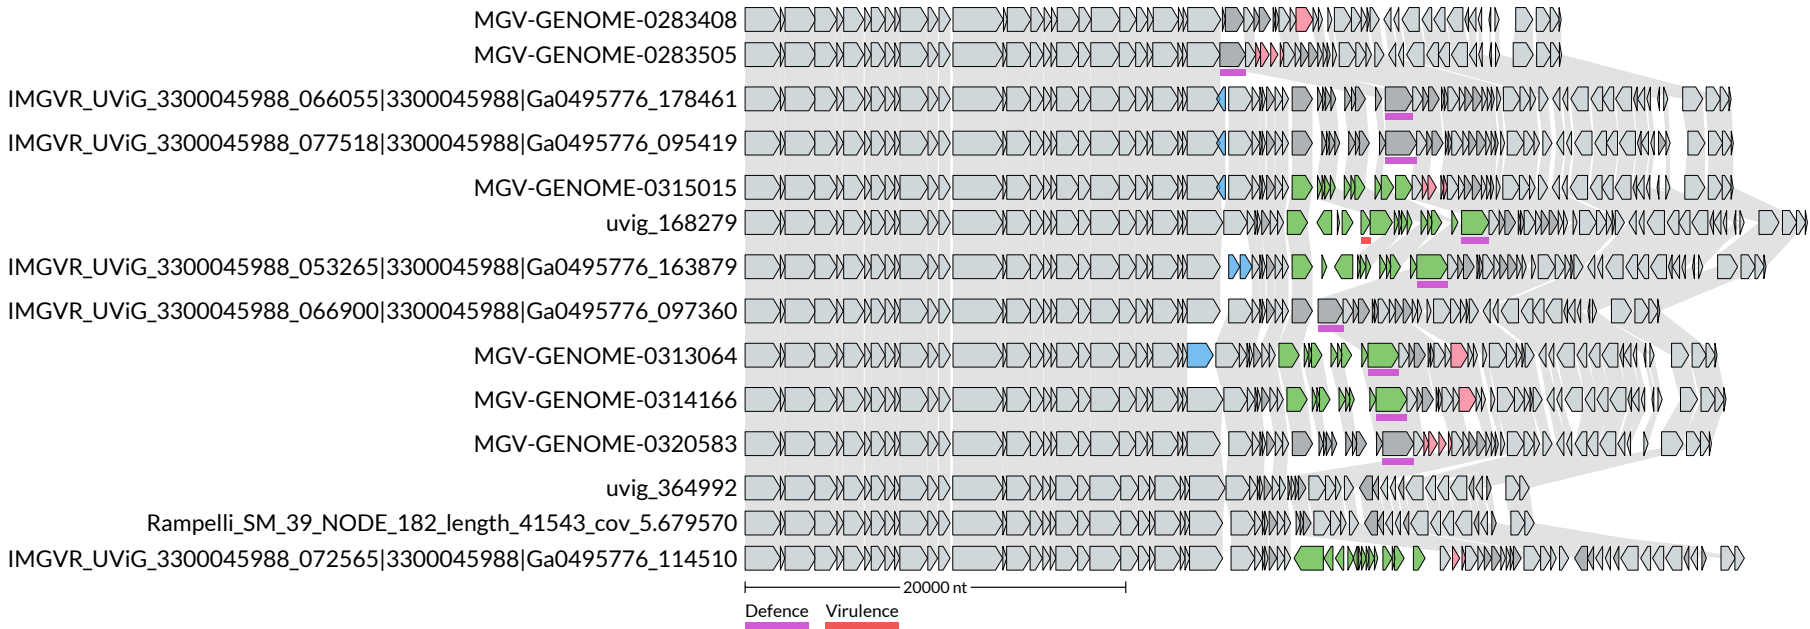 MGV-GENOME-0283408
MGV-GENOME-0283505
IMGVR_UViG_3300045988_066055|3300045988|Ga0495776_178461
IMGVR_UViG_3300045988_077518|3300045988|Ga0495776_095419
MGV-GENOME-0315015
uvig_168279
IMGVR_UViG_3300045988_053265|3300045988|Ga0495776_163879
IMGVR_UViG_3300045988_066900|3300045988|Ga0495776_097360
MGV-GENOME-0313064
MGV-GENOME-0314166
MGV-GENOME-0320583
uvig_364992
Rampelli_SM_39_NODE_182_length_41543_cov_5.679570
IMGVR_UViG_3300045988_072565|3300045988|Ga0495776_114510
20000 nt
Defence Virulence